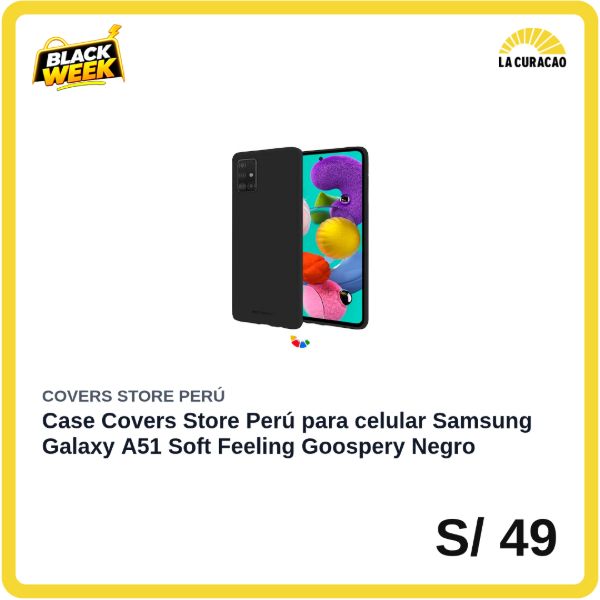 BLACK
WEEK
LA CURACAO
COVERS STORE PERÚ
Case Covers Store Perú para celular Samsung
Galaxy A51 Soft Feeling Goospery Negro
S/ 49